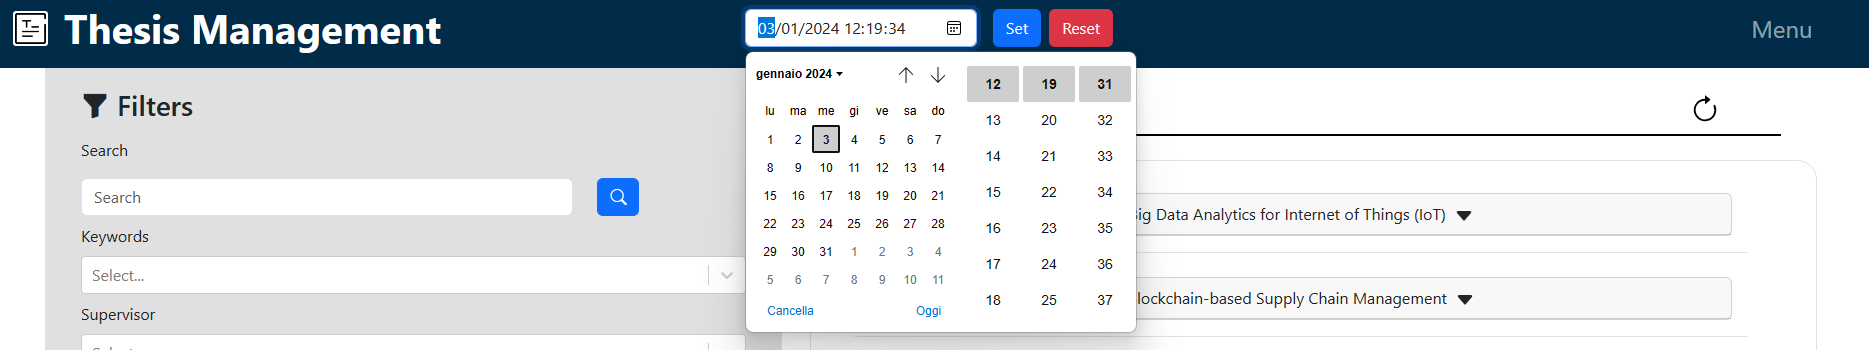 Thesis Management
03/01/2024 12:19:34
Set
Reset
Menu
Filters
Search
Search
Keywords
Select...
Supervisor
gennaio 2024
lu ma me gi ve sa do
1 2 3 4 5 6 7
8 9 10 11 12 13 14
15 16 17 18 19 20 21
22 23 24 25 26 27 28
29 30 31 1 2 3 4
5 6 7 8 9 10 11
Cancella
Oggi
12 19 31
13 20 32
14 21 33
15 22 34
16 23 35
17 24 36
18 25 37
Data Analytics for Internet of Things (IoT)
Supply Chain Management